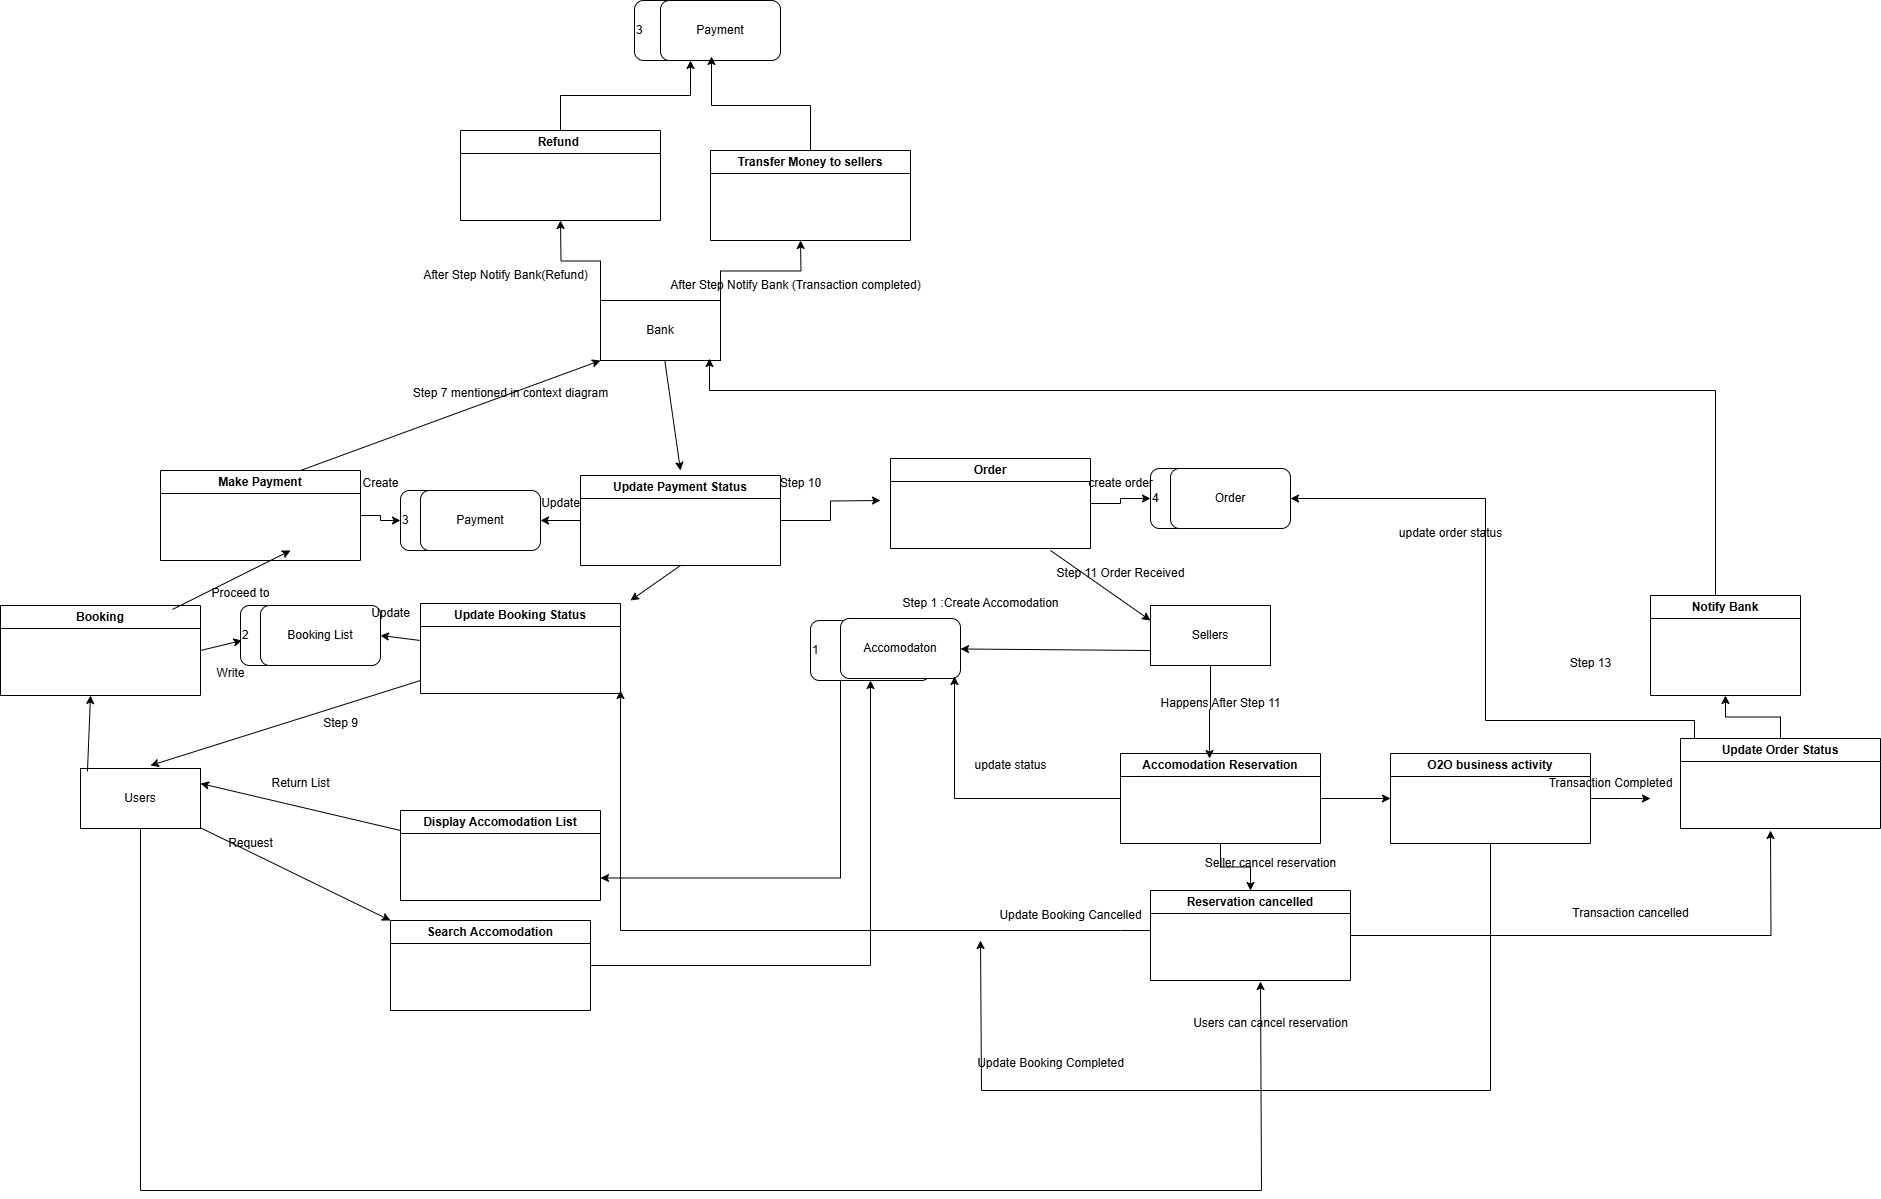 3
Payment
Refund
Transfer Money to sellers
After Step Notify Bank(Refund)
After Step Notify Bank (Transaction completed)
Bank
Step 7 mentioned in context diagram
Make Payment
Create
3
Payment
Update
Update Payment Status
Step 10
Order
create order
4
Order
update order status
Step 11 Order Received
Proceed to
Booking
2
Booking List
Update
Write
Update Booking Status
Step 1 :Create Accomodation
1
Accomodaton
Sellers
Notify Bank
Step 13
Happens After Step 11
Step 9
Users
Return List
Request
Display Accomodation List
Search Accomodation
update status
Accomodation Reservation
O2O business activity
Transaction Completed
Update Order Status
Seller cancel reservation
Reservation cancelled
Update Booking Cancelled
Transaction cancelled
Users can cancel reservation
Update Booking Completed